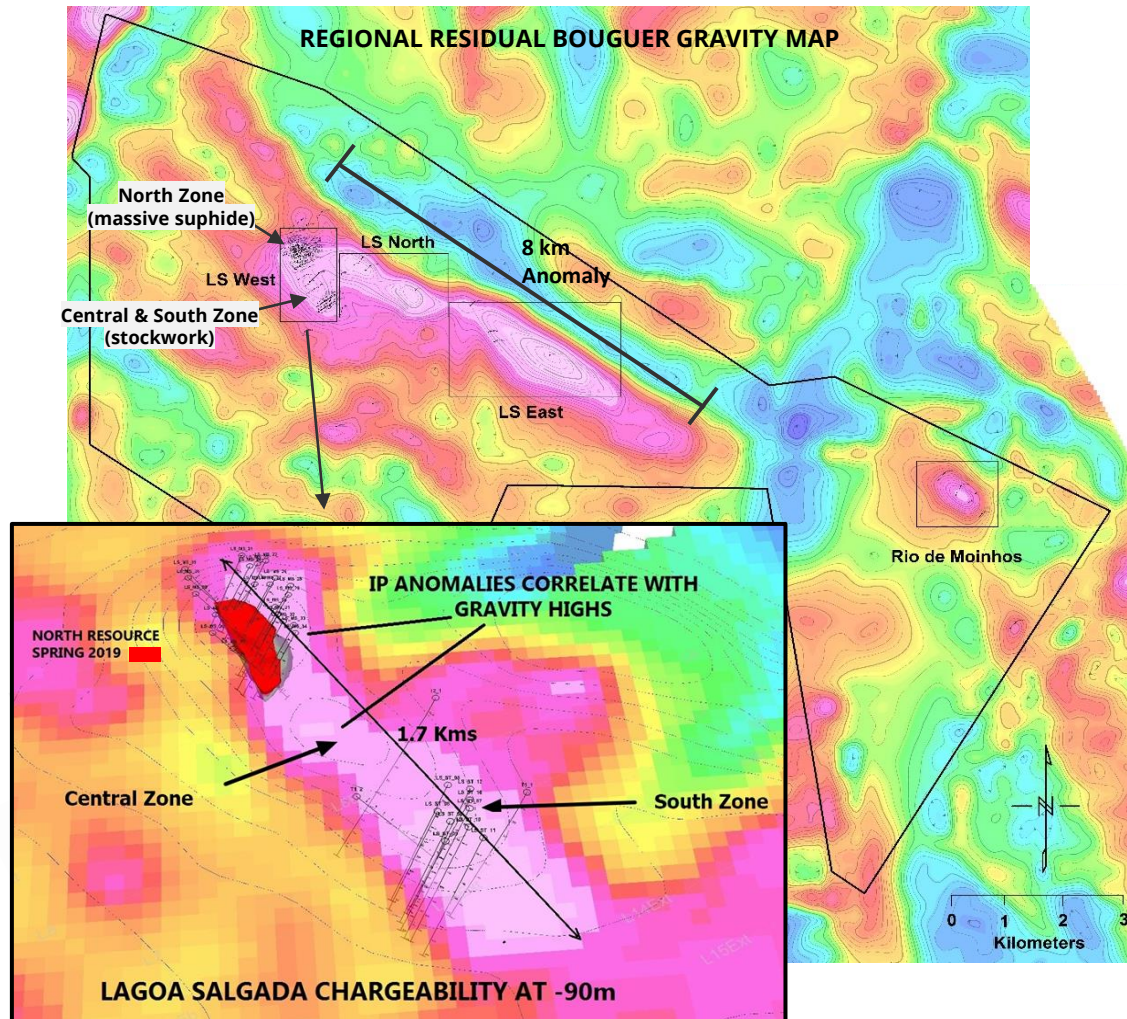 REGIONAL RESIDUAL BOUGUER GRAVITY MAP
North Zone
(massive suphide)
LS North
8 km
Anomaly
LS West
Central & South Zone
(stockwork)
LS East
Rio de Moinhos
IP ANOMALIES CORRELATE WITH
GRAVITY HIGHS
NORTH RESOURCE
SPRING 2019
1.7 Kms
Central Zone
South Zone
L15Ext
LAGOA SALGADA CHARGEABILITY AT -90m
N
0 1 2 3
Kilometers